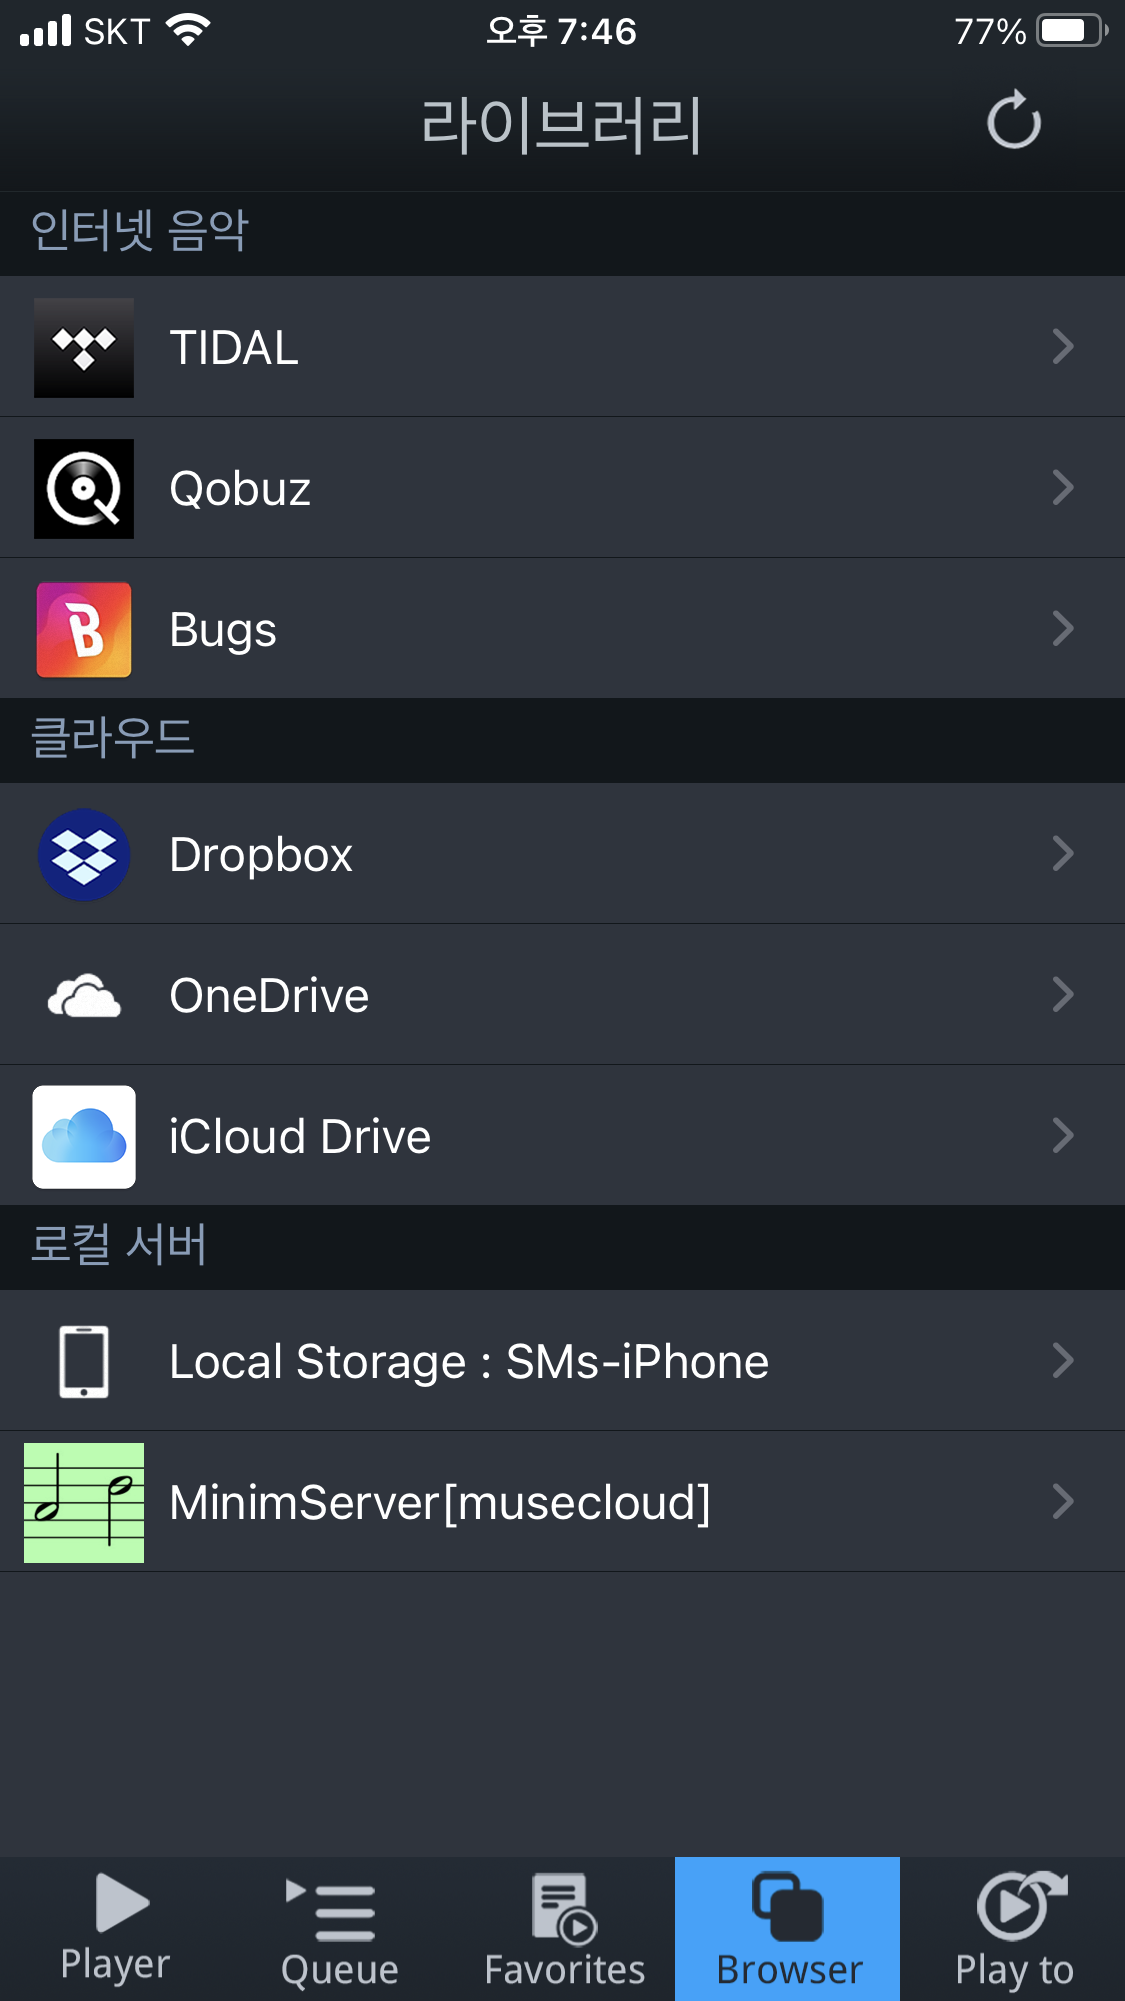 SKT 오후 7:46 77%
라이브러리
인터넷 음악
TIDAL
Qobuz
Bugs
클라우드
Dropbox
OneDrive
iCloud Drive
로컬 서버
Local Storage : SMs-iPhone
MinimServer[musecloud]
Player Queue Favorites Browser Play to